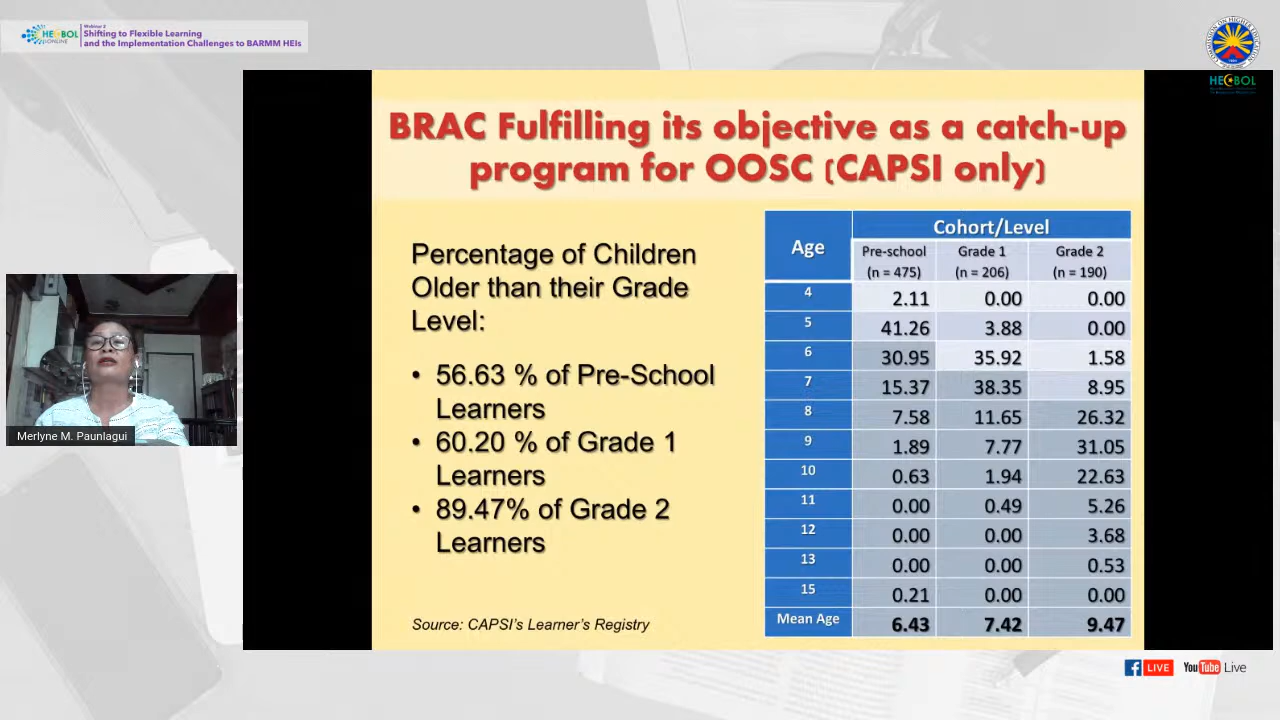 Webinar 2
HECBOL
ONLINE
Shifting to Flexible Learning
and the Implementation Challenges to BARMM HEIs
COMMISSION ON HIGHER EDUCATION
HECBOL
BRAC Fulfilling its objective as a catch-up
program for OOSC (CAPSI only)
Percentage of Children
Older than their Grade
Level:
• 56.63 % of Pre-School
Learners
• 60.20 % of Grade 1
Learners
• 89.47% of Grade 2
Learners
Source: CAPSI's Learner's Registry
Age Cohort/Level
Pre-school Grade 1 Grade 2
(n = 475) (n = 206) (n = 190)
4 2.11 0.00 0.00
5 41.26 3.88 0.00
6 30.95 35.92 1.58
7 15.37 38.35 8.95
8 7.58 11.65 26.32
9 1.89 7.77 31.05
10 0.63 1.94 22.63
11 0.00 0.49 5.26
12 0.00 0.00 3.68
13 0.00 0.00 0.53
15 0.21 0.00 0.00
Mean Age 6.43 7.42 9.47
Merlyne M. Paunlagui
LIVE
YouTube Live